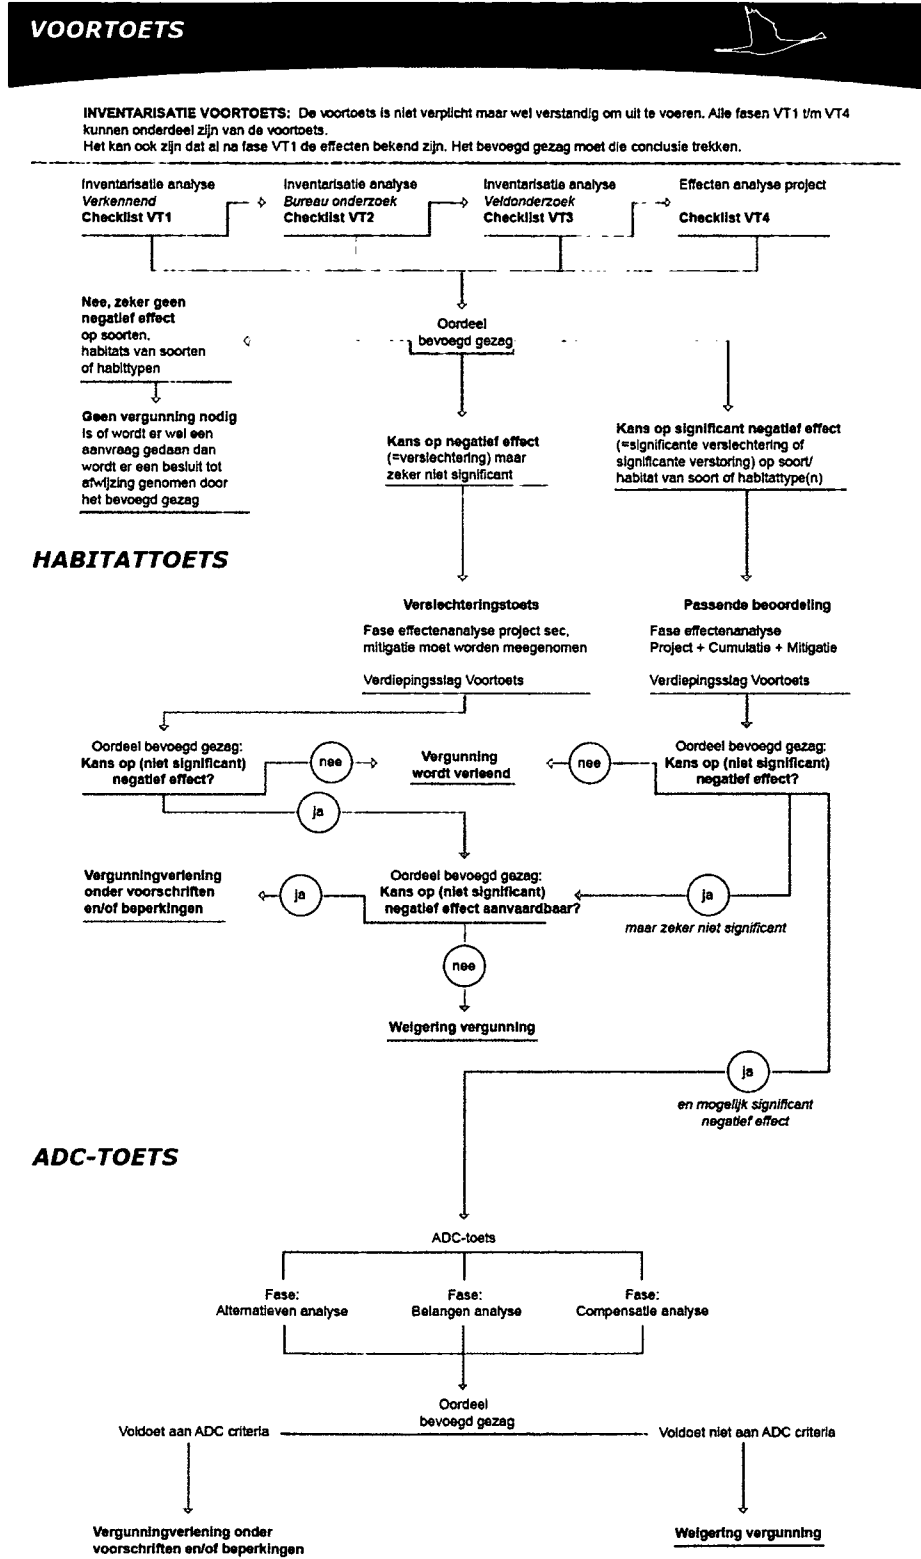 VOORTOETS
INVENTARISATIE VOORTOETS: De voortoets is niet verplicht maar wel verstandig om uit te voeren. Alle fasen VT1 t/m VT4
kunnen onderdeel zijn van de voortoets.
Het kan ook zijn dat al na fase VT1 de effecten bekend zijn. Het bevoegd gezag moet die conclusie trekken.
Inventarisatie analyse
Verkennend
Checklist VT1
Inventarisatie analyse
Bureau onderzoek
Checklist VT2
Inventarisatie analyse
Veldonderzoek
Checklist VT3
Effecten analyse project
Checklist VT4
Nee, zeker geen
negatief effect
op soorten,
habitats van soorten
of habittypen
Oordeel
bevoegd gezag
Geen vergunning nodig
is of wordt er wel een
aanvraag gedaan dan
wordt er een besluit tot
afwijzing genomen door
het bevoegd gezag
Kans op negatief effect
(=verslechtering) maar
zeker niet significant
Kans op significant negatief effect
(=significante verslechtering of
significante verstoring) op soort/
habitat van soort of habitattype(n)
HABITATTOETS
Verslechteringstoets
Fase effectenanalyse project sec,
mitigatie moet worden meegenomen
Verdiepingsslag Voortoets
Passende beoordeling
Fase effectenanalyse
Project + Cumulatie + Mitigatie
Verdiepingsslag Voortoets
Oordeel bevoegd gezag:
Kans op (niet significant)
negatief effect?
nee
Vergunning
wordt verleend
nee
Oordeel bevoegd gezag:
Kans op (niet significant)
negatief effect?
ja
Vergunningverlening
onder voorschriften
en/of beperkingen
ja
Oordeel bevoegd gezag:
Kans op (niet significant)
negatief effect aanvaardbaar?
ja
maar zeker niet significant
nee
Weigering vergunning
ja
en mogelijk significant
negatief effect
ADC-TOETS
ADC-toets
Fase:
Alternatieven analyse
Fase:
Belangen analyse
Fase:
Compensatie analyse
Oordeel
bevoegd gezag
Voldoet aan ADC criteria
Voldoet niet aan ADC criteria
Vergunningverlening onder
voorschriften en/of beperkingen
Weigering vergunning